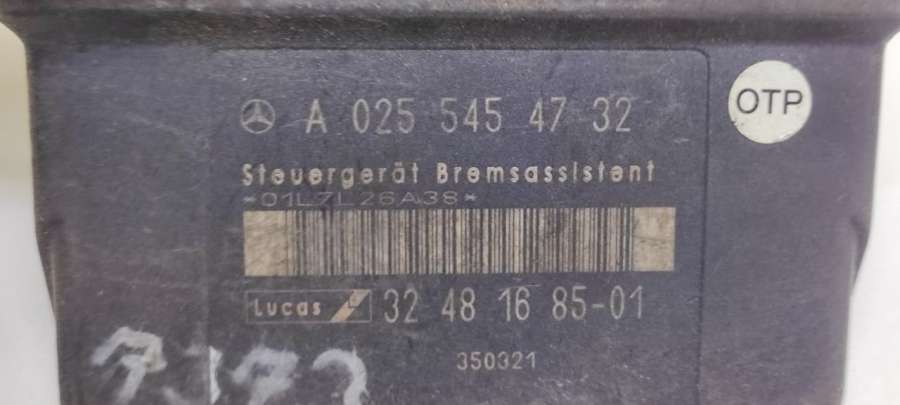 A 025 545 47 32
OTP
Steuergerät Bremsassistent
*01L7L26A38*
Lucas 32 48 16 85-01
350321